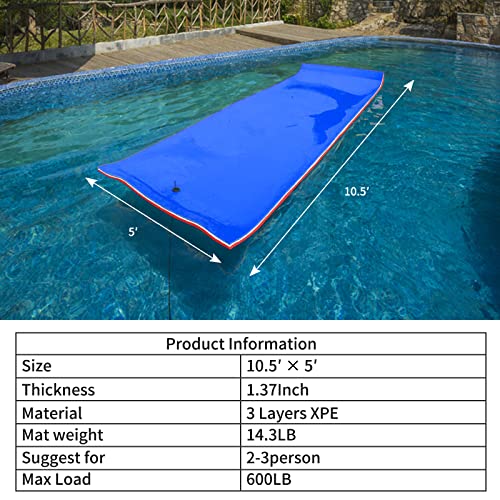 10.5′
5′
Product Information
Size 10.5′ × 5′
Thickness 1.37Inch
Material 3 Layers XPE
Mat weight 14.3LB
Suggest for 2-3person
Max Load 600LB